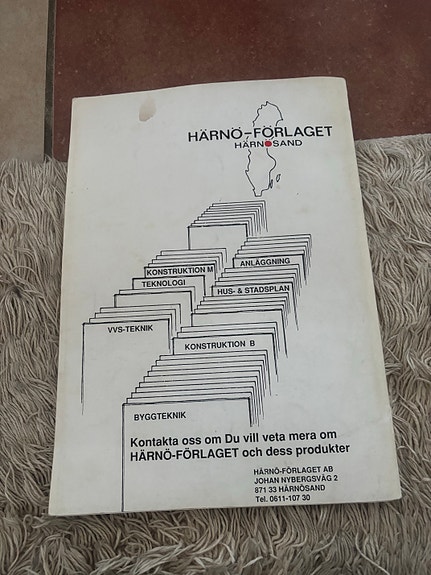 HÄRNÖ-FÖRLAGET
HÄRNÖSAND
ANLÄGGNING
KONSTRUKTION M
TEKNOLOGI
HUS- & STADSPLAN
VVS-TEKNIK
KONSTRUKTION B
BYGGTEKNIK
Kontakta oss om Du vill veta mera om
HÄRNÖ-FÖRLAGET och dess produkter
HÄRNÖ-FÖRLAGET AB
JOHAN NYBERGSVÄG 2
871 33 HÄRNÖSAND
Tel. 0611-107 30